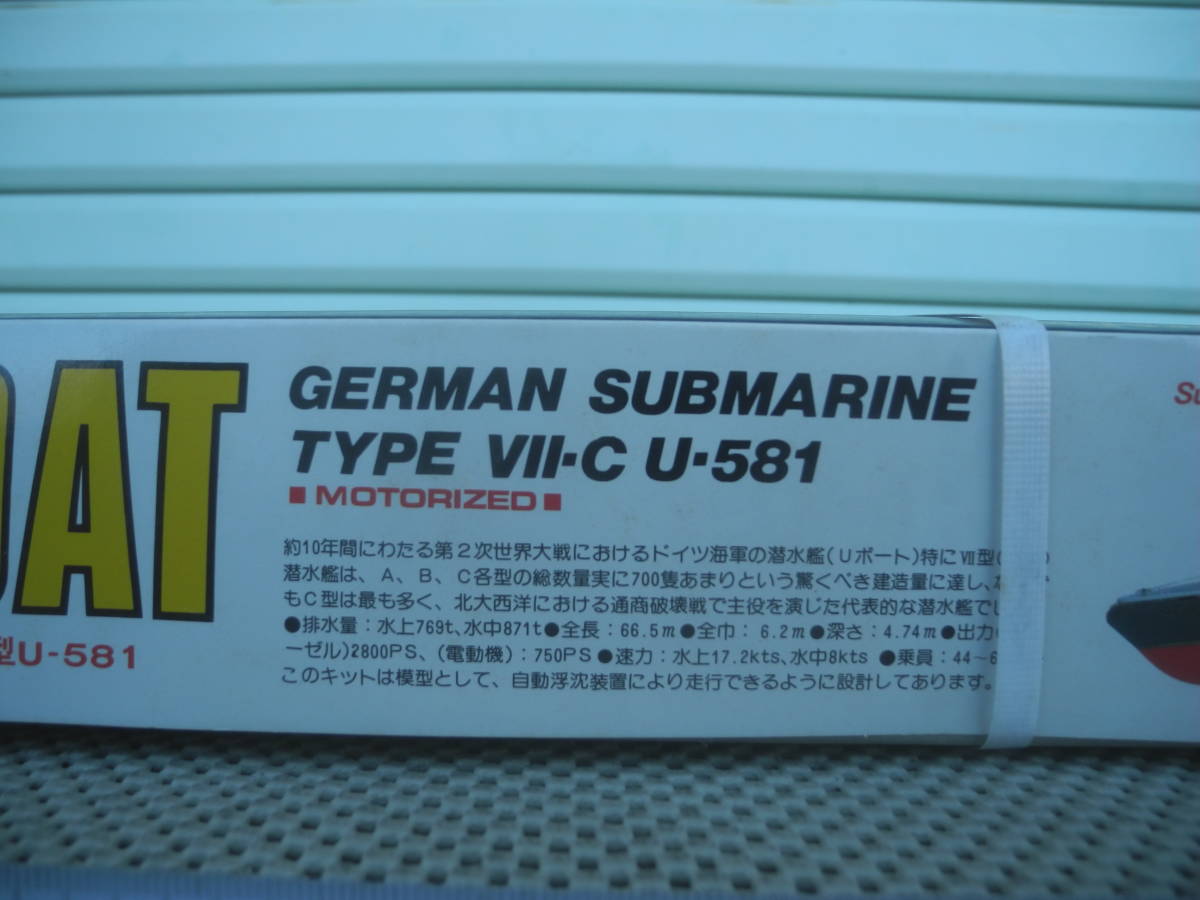 OAT
型U-581
GERMAN SUBMARINE
TYPE VII-C U-581
■ MOTORIZED ■
約10年間にわたる第2次世界大戦におけるドイツ海軍の潜水艦(Uボート)特にⅦ型(
潜水艦は、A、B、C各型の総数量実に700隻あまりという驚くべき建造量に達し、
もC型は最も多く、北大西洋における通商破壊戦で主役を演じた代表的な潜水艦で
●排水量:水上769t、水中871t●全長:66.5m●全巾:6.2m●深さ:4.74m●出力
ーゼル)2800PS、(電動機):750PS●速力:水上17.2kts、水中8kts ●乗員:44~
このキットは模型として、自動浮沈装置により走行できるように設計してあります。
Su